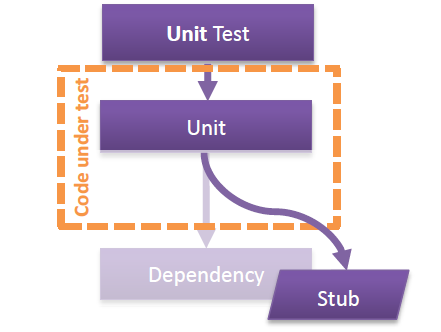 Unit Test
Code under test
Unit
Dependency
Stub